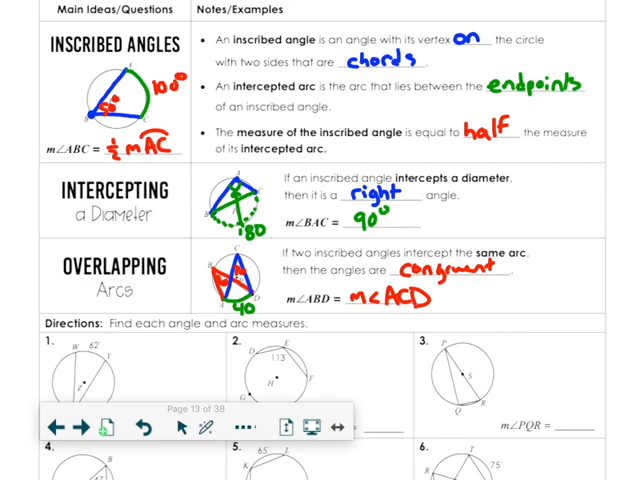 Main Ideas/Questions Notes/Examples
INSCRIBED ANGLES
• An inscribed angle is an angle with its vertex on the circle
with two sides that are chords.
A
100°
50°
B
C
• An intercepted arc is the arc that lies between the endpoints
of an inscribed angle.
• The measure of the inscribed angle is equal to half the measure
of its intercepted arc.
m∠ABC = ½ mAC
INTERCEPTING
a Diameter
If an inscribed angle intercepts a diameter,
then it is a right angle.
m∠BAC = 90°
180
OVERLAPPING
Arcs
If two inscribed angles intercept the same arc,
then the angles are congruent.
m∠ABD = m∠ACD
C
B
A
D
40
Directions: Find each angle and arc measures.
1. 2. 3.
W 62° Y
Z
D E
113°
H F
G
P
S
Q R
m∠PQR =
Page 13 of 38
=
4. 5. 6.
B
47°
65° L
K
T
75°
R